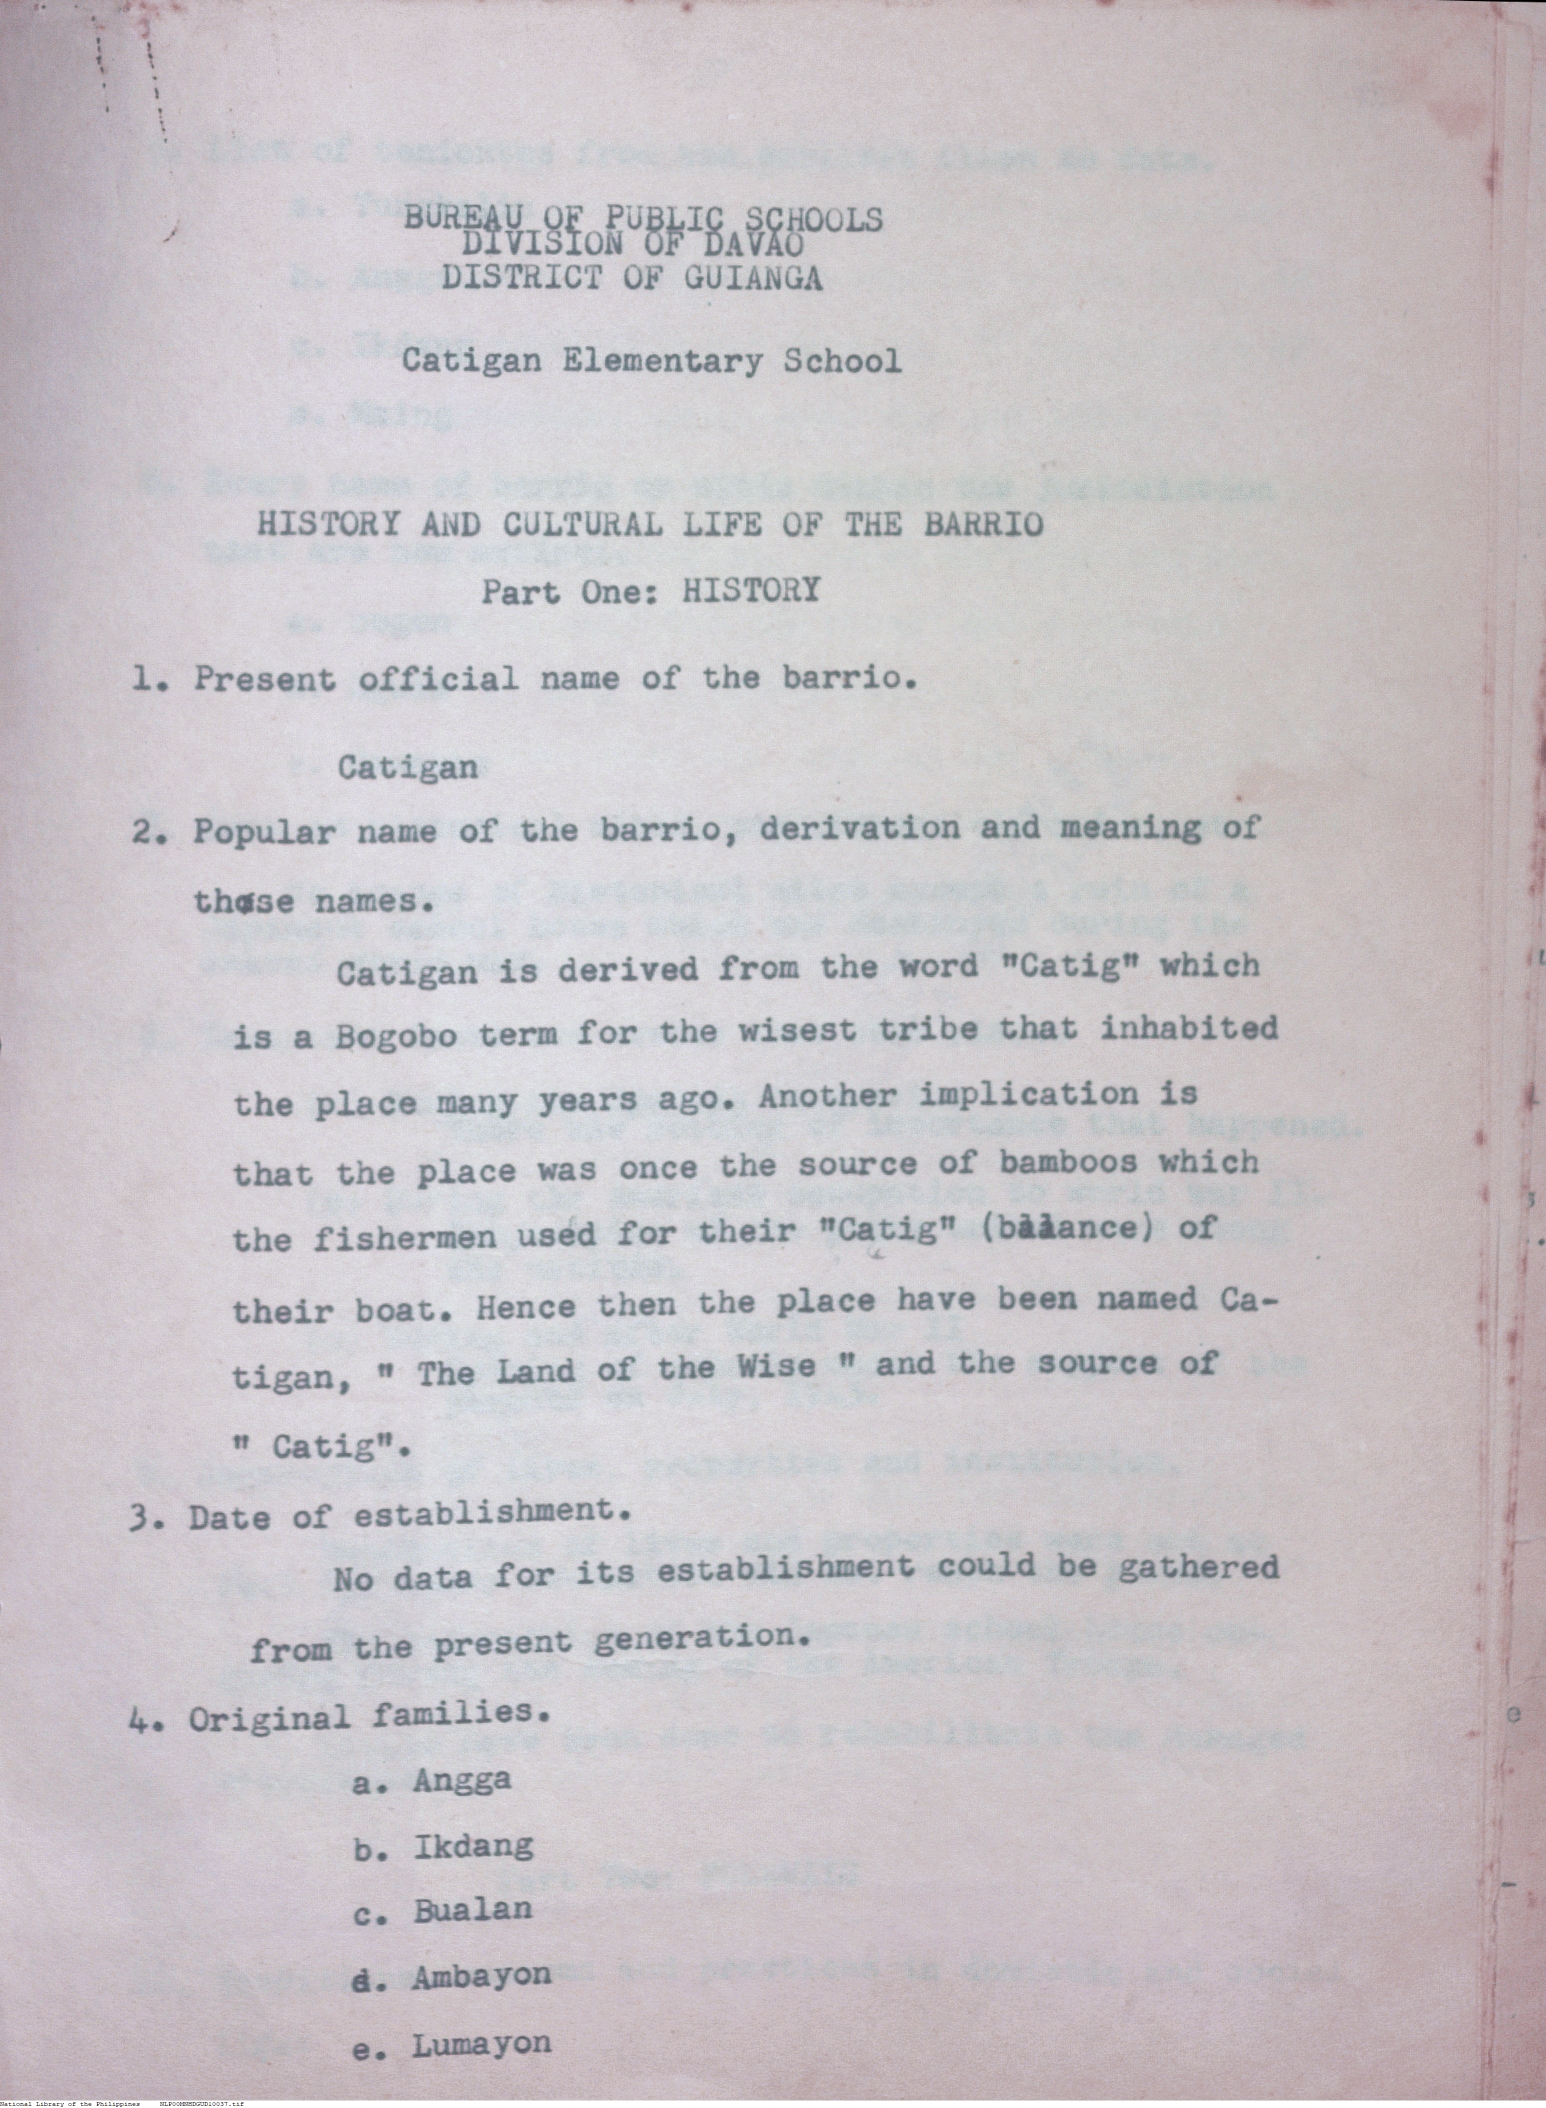 BUREAU OF PUBLIC SCHOOLS
DIVISION OF DAVAO
DISTRICT OF GUIANGA
Catigan Elementary School
HISTORY AND CULTURAL LIFE OF THE BARRIO
Part One: HISTORY
1. Present official name of the barrio.
Catigan
2. Popular name of the barrio, derivation and meaning of
those names.
Catigan is derived from the word "Catig" which
is a Bogobo term for the wisest tribe that inhabited
the place many years ago. Another implication is
that the place was once the source of bamboos which
the fishermen used for their "Catig" (balance) of
their boat. Hence then the place have been named Ca-
tigan, " The Land of the Wise " and the source of
" Catig".
3. Date of establishment.
No data for its establishment could be gathered
from the present generation.
4. Original families.
a. Angga
b. Ikdang
c. Bualan
d. Ambayon
e. Lumayon
National Library of the Philippines NLP00MNHDGUD10037.tif